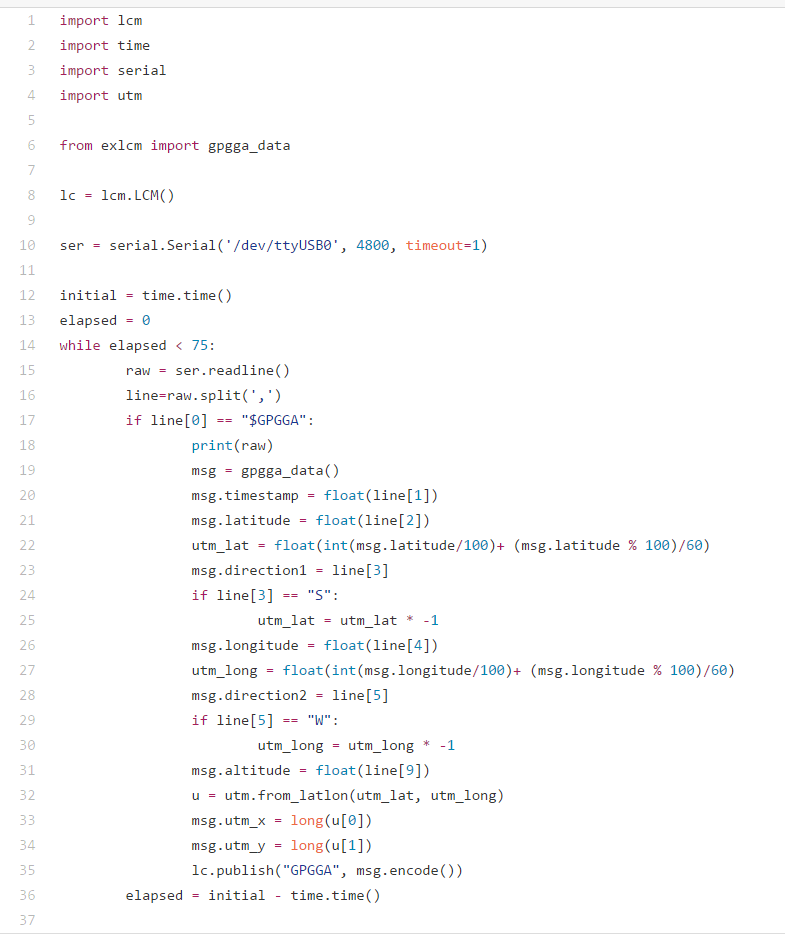 1 import lcm
2 import time
3 import serial
4 import utm
5
6 from exlcm import gpgga_data
7
8 lc = lcm.LCM()
9
10 ser = serial.Serial('/dev/ttyUSB0', 4800, timeout=1)
11
12 initial = time.time()
13 elapsed = 0
14 while elapsed < 75:
15         raw = ser.readline()
16         line=raw.split(',')
17         if line[0] == "$GPGGA":
18                 print(raw)
19                 msg = gpgga_data()
20                 msg.timestamp = float(line[1])
21                 msg.latitude = float(line[2])
22                 utm_lat = float(int(msg.latitude/100)+ (msg.latitude % 100)/60)
23                 msg.direction1 = line[3]
24                 if line[3] == "S":
25                         utm_lat = utm_lat * -1
26                 msg.longitude = float(line[4])
27                 utm_long = float(int(msg.longitude/100)+ (msg.longitude % 100)/60)
28                 msg.direction2 = line[5]
29                 if line[5] == "W":
30                         utm_long = utm_long * -1
31                 msg.altitude = float(line[9])
32                 u = utm.from_latlon(utm_lat, utm_long)
33                 msg.utm_x = long(u[0])
34                 msg.utm_y = long(u[1])
35                 lc.publish("GPGGA", msg.encode())
36         elapsed = initial - time.time()
37